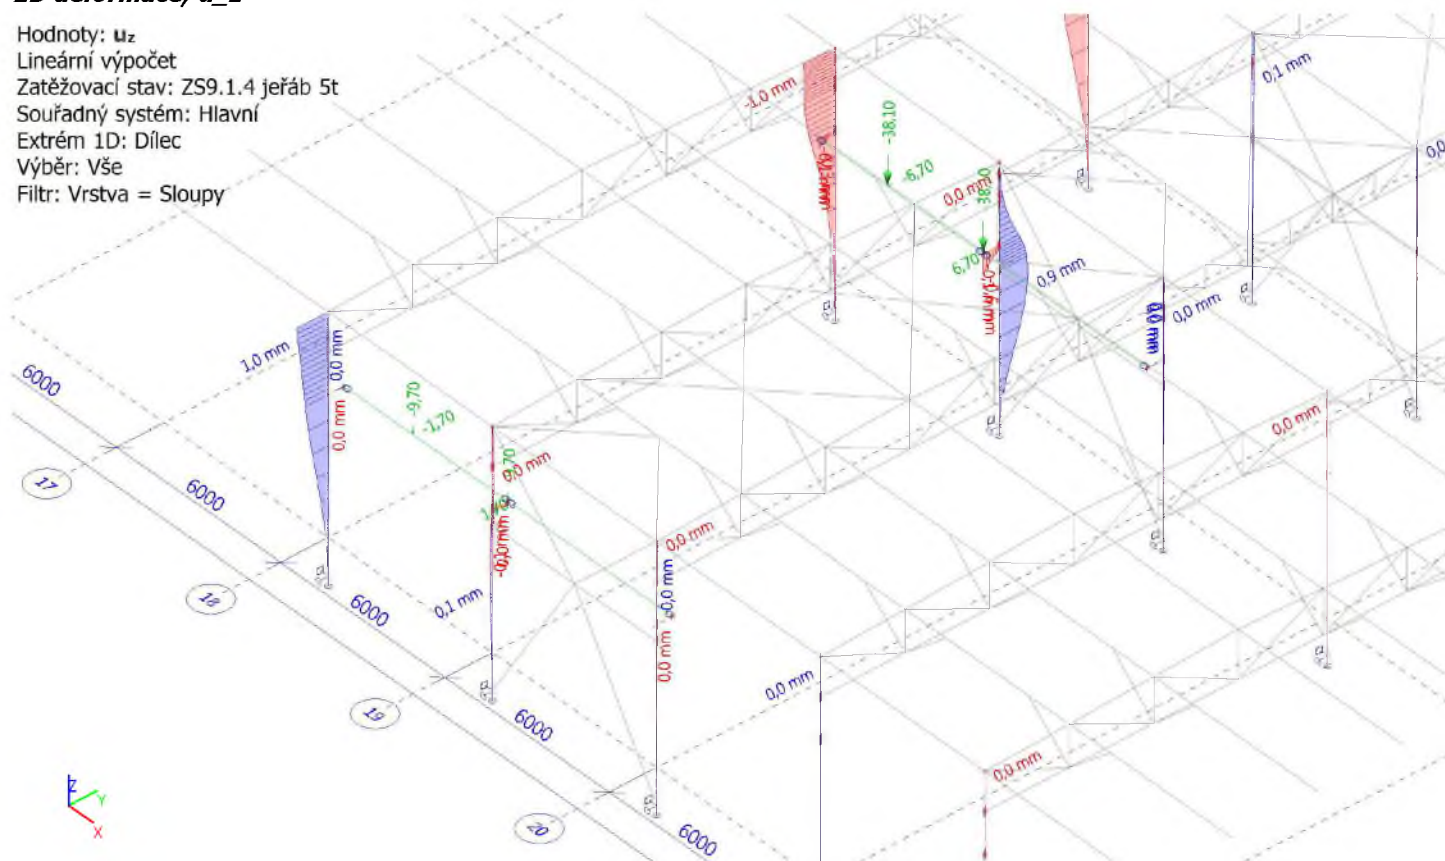 1D deformace; u_z
Hodnoty: uz
Lineární výpočet
Zatěžovací stav: ZS9.1.4 jeřáb 5t
Souřadný systém: Hlavní
Extrém 1D: Dílec
Výběr: Vše
Filtr: Vrstva = Sloupy
-1,0 mm
-38,10
-6,70
0,0 mm
6,70
0,9 mm
0,1 mm
0,0 mm
1,0 mm
0,0 mm
0,0 mm
-9,70
-1,70
0,0 mm
0,0 mm
0,0 mm
0,0 mm
0,0 mm
0,1 mm
0,0 mm
0,0 mm
0,0 mm
6000
6000
6000
6000
6000
17
18
19
20
Z
Y
X